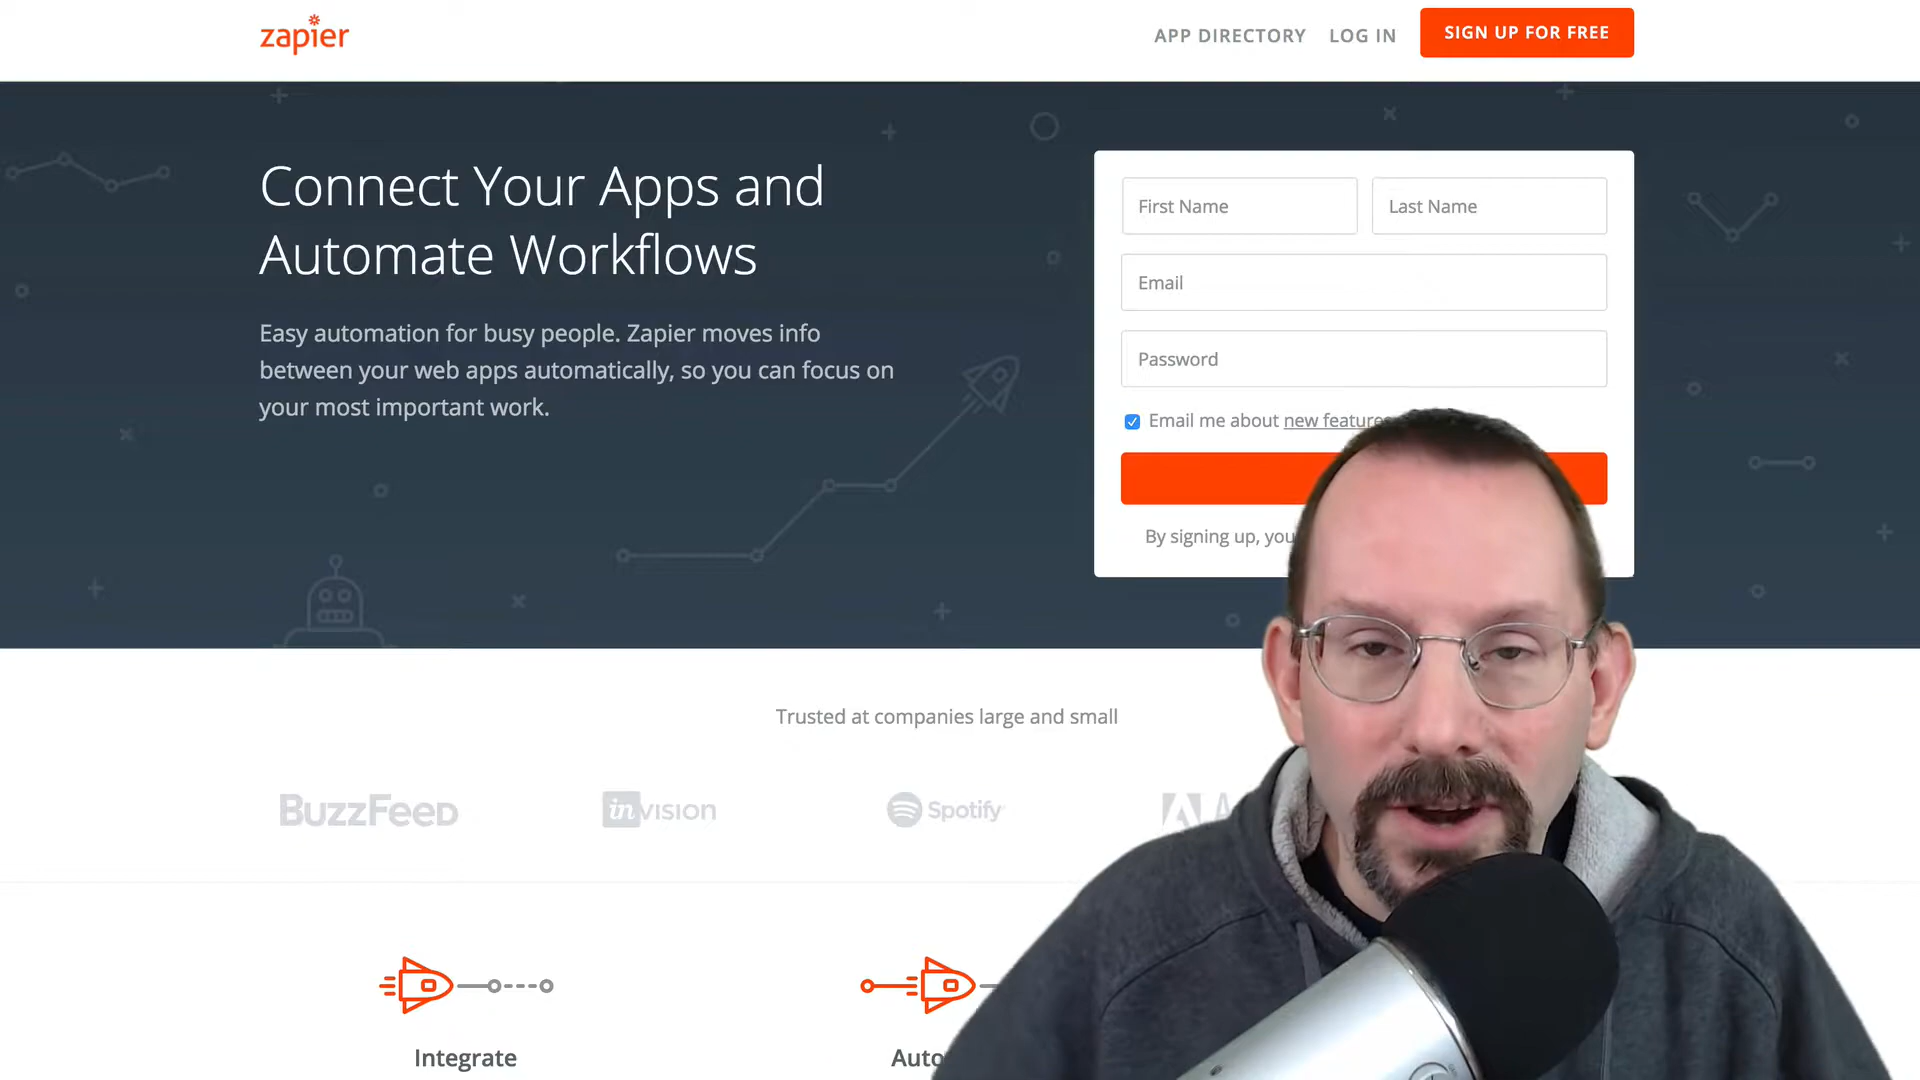 zapier
APP DIRECTORY
LOG IN
SIGN UP FOR FREE
Connect Your Apps and
Automate Workflows
Easy automation for busy people. Zapier moves info
between your web apps automatically, so you can focus on
your most important work.
First Name
Last Name
Email
Password
Email me about new features
By signing up, you
Trusted at companies large and small
BuzzFeed
invision
Spotify
Integrate